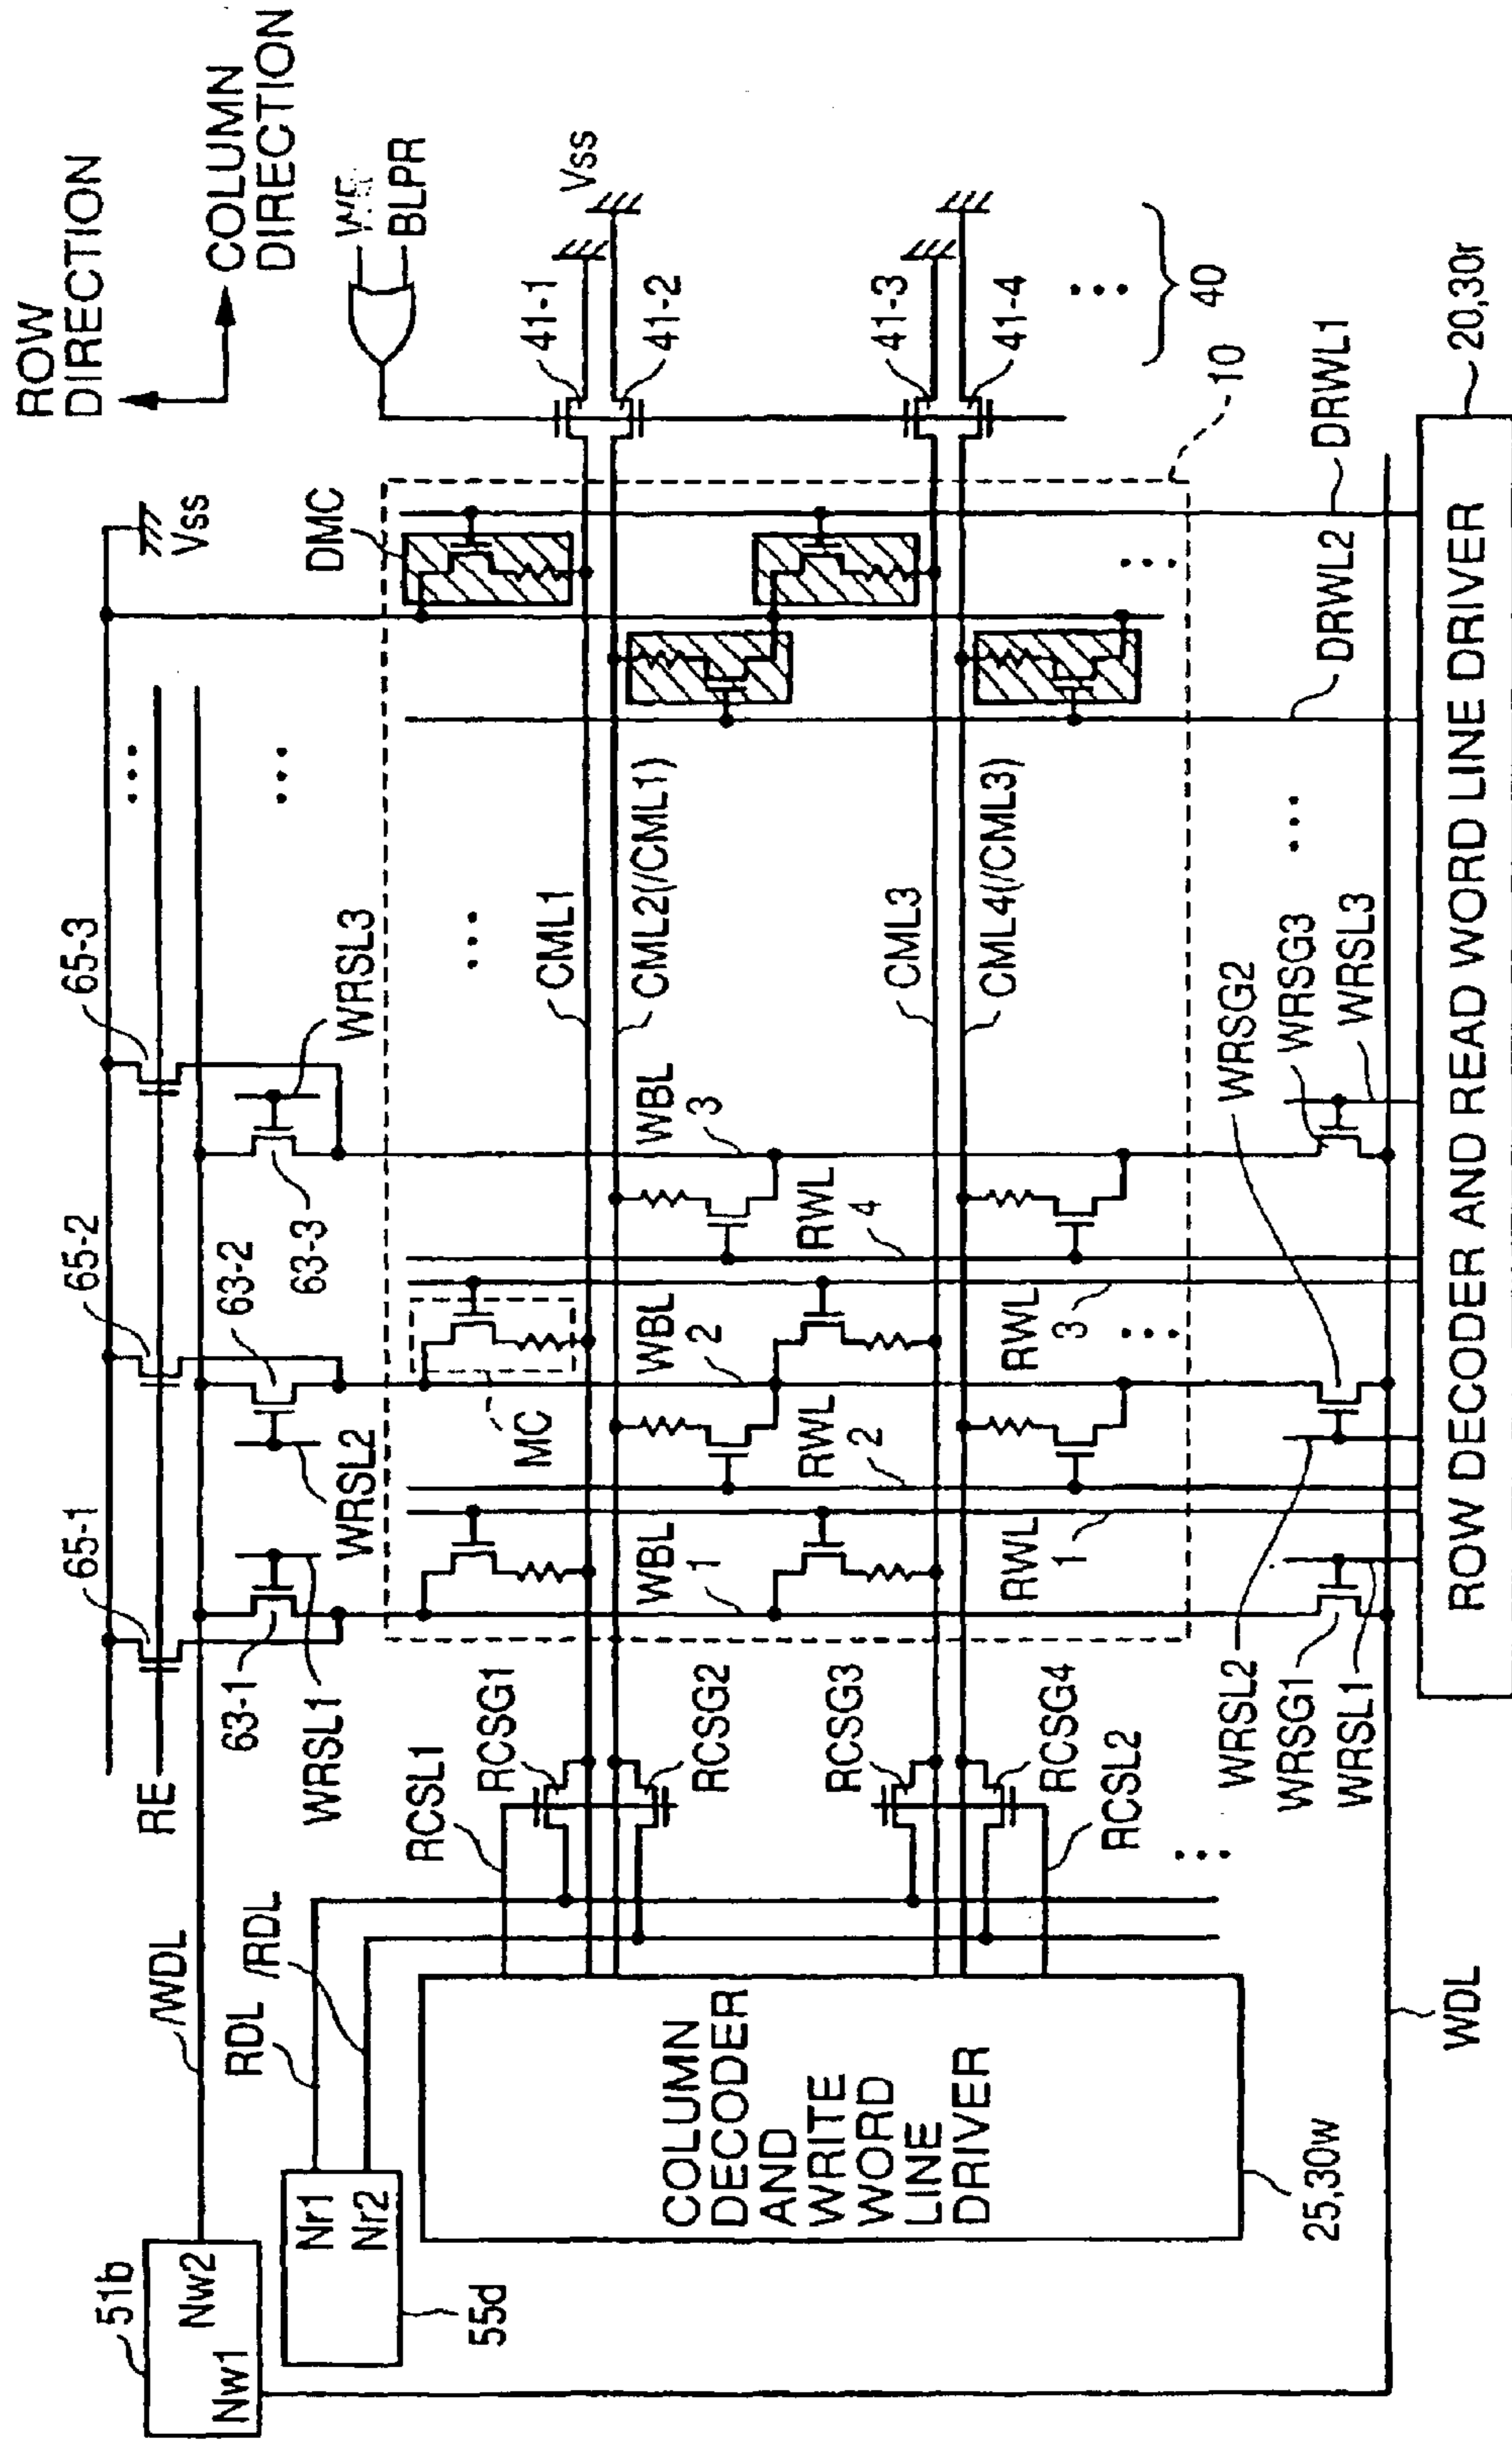 ROW
DIRECTION
COLUMN
DIRECTION
BLPR
Vss
Vss
41-1
41-2
41-3
41-4
40
10
DMC
DRWL1
DRWL2
20,30r
ROW DECODER AND READ WORD LINE DRIVER
65-3
65-2
65-1
WRSL3
63-3
63-2
WRSL2
63-1
WRSL1
RE
/WDL
RDL
/RDL
51b
Nw2
Nw1
Nr1
Nr2
55d
CML1
CML2(/CML1)
CML3
CML4(/CML3)
WBL
3
RWL
4
WBL
2
RWL
3
MC
RWL
2
WBL
1
RWL
1
RCSL1
RCSG1
RCSG2
RCSG3
RCSG4
RCSL2
WRSG2
WRSG3
WRSL3
WRSL2
WRSG1
WRSL1
COLUMN
DECODER
AND
WRITE
WORD
LINE
DRIVER
25,30w
WDL